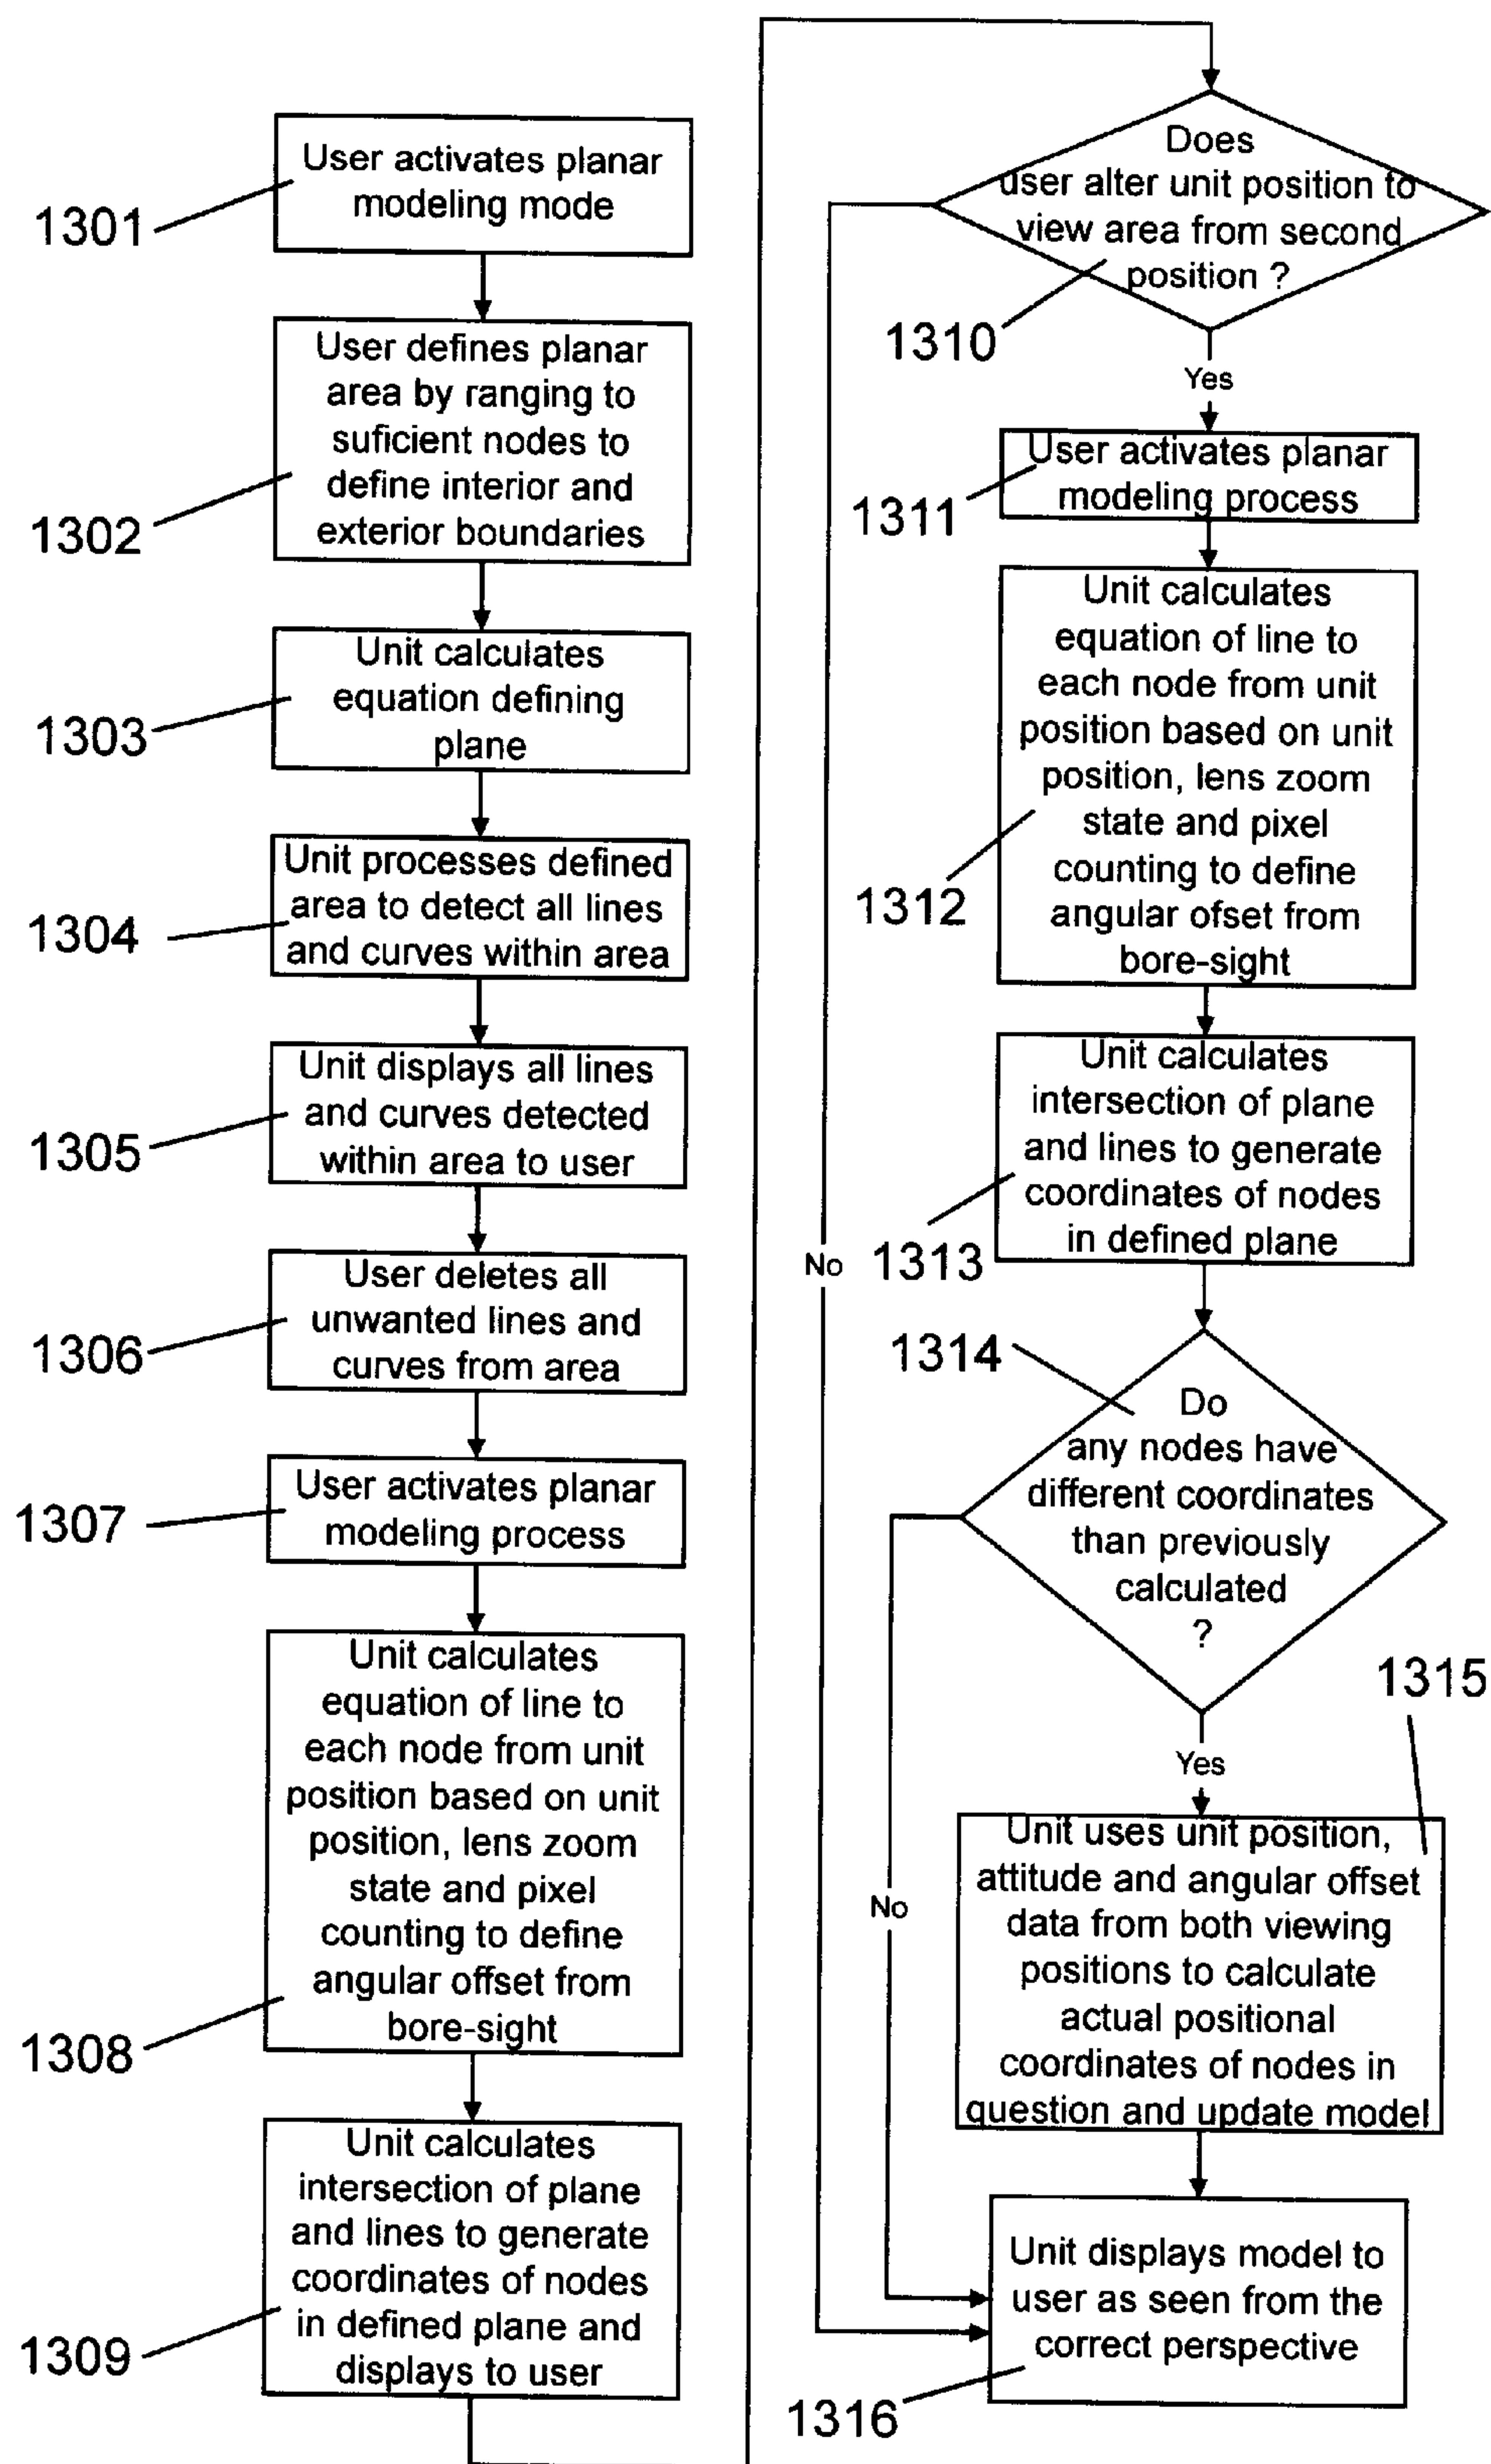 User activates planar
modeling mode
1301
User defines planar
area by ranging to
suficient nodes to
define interior and
exterior boundaries
1302
Unit calculates
equation defining
plane
1303
Unit processes defined
area to detect all lines
and curves within area
1304
Unit displays all lines
and curves detected
within area to user
1305
User deletes all
unwanted lines and
curves from area
1306
User activates planar
modeling process
1307
Unit calculates
equation of line to
each node from unit
position based on unit
position, lens zoom
state and pixel
counting to define
angular offset from
bore-sight
1308
Unit calculates
intersection of plane
and lines to generate
coordinates of nodes
in defined plane and
displays to user
1309
Does
user alter unit position to
view area from second
position ?
1310
Yes
User activates planar
modeling process
1311
Unit calculates
equation of line to
each node from unit
position based on unit
position, lens zoom
state and pixel
counting to define
angular ofset from
bore-sight
1312
Unit calculates
intersection of plane
and lines to generate
coordinates of nodes
in defined plane
No
1313
1314
Do
any nodes have
different coordinates
than previously
calculated
?
1315
Yes
Unit uses unit position,
attitude and angular offset
data from both viewing
positions to calculate
actual positional
coordinates of nodes in
question and update model
No
Unit displays model to
user as seen from the
correct perspective
1316